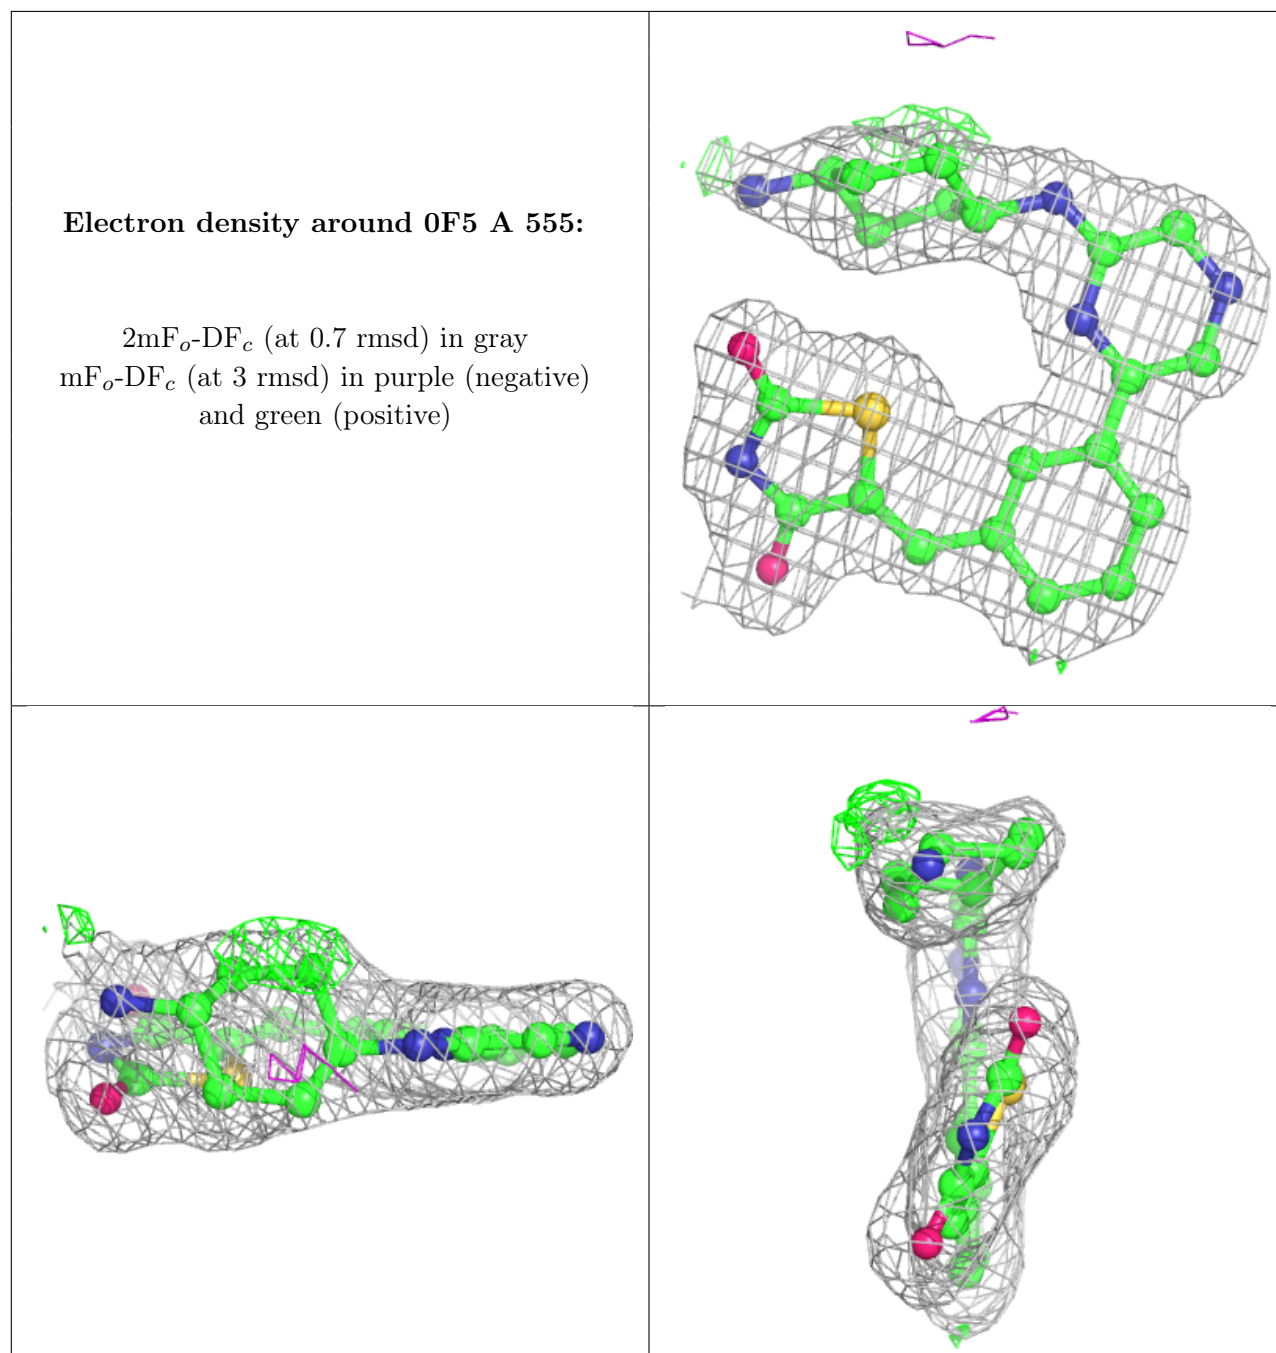 Electron density around 0F5 A 555:
2mFo-DFc (at 0.7 rmsd) in gray
mFo-DFc (at 3 rmsd) in purple (negative)
and green (positive)